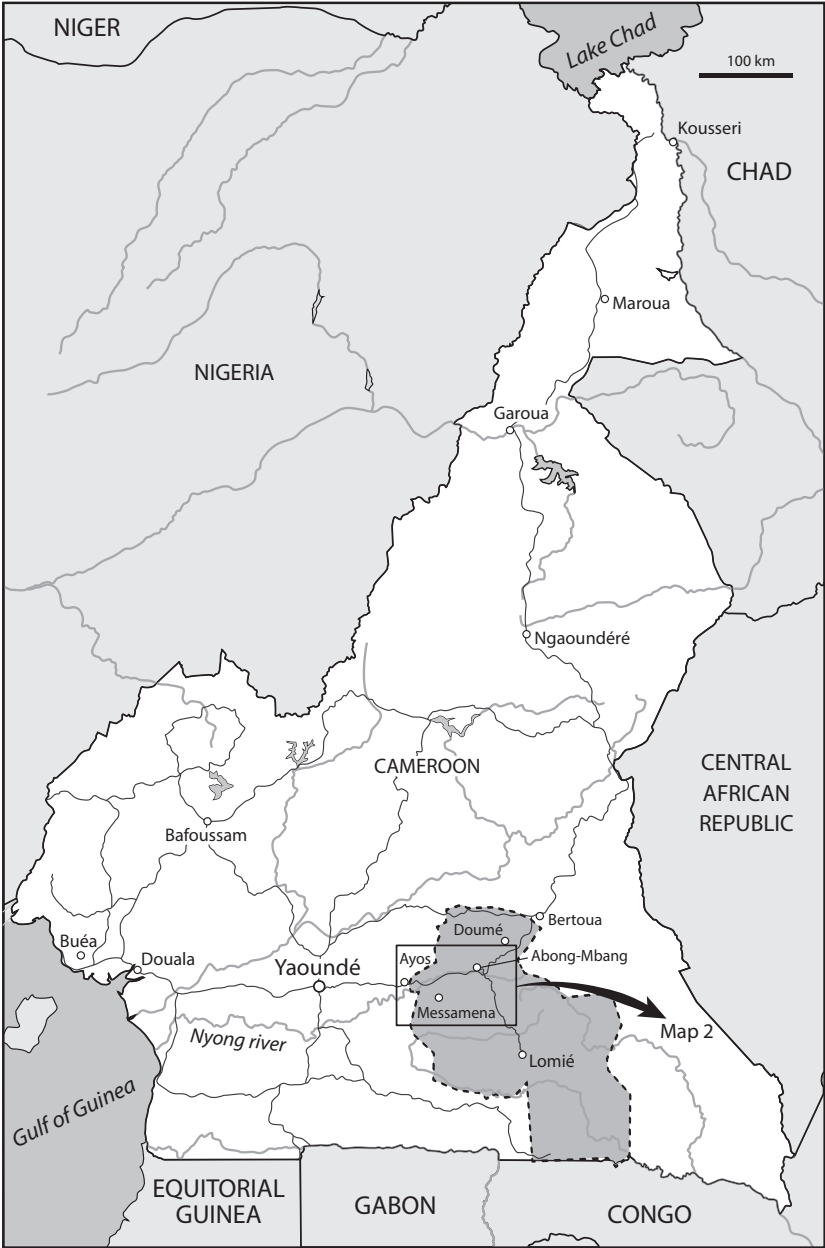 NIGER
Lake Chad
100 km
Kousseri
CHAD
Maroua
NIGERIA
Garoua
Ngaoundéré
CAMEROON
CENTRAL
AFRICAN
REPUBLIC
Bafoussam
Bertoua
Doumé
Buéa
Douala
Yaoundé
Ayos
Abong-Mbang
Messamena
Map 2
Nyong river
Lomié
Gulf of Guinea
EQUITORIAL
GUINEA
GABON
CONGO